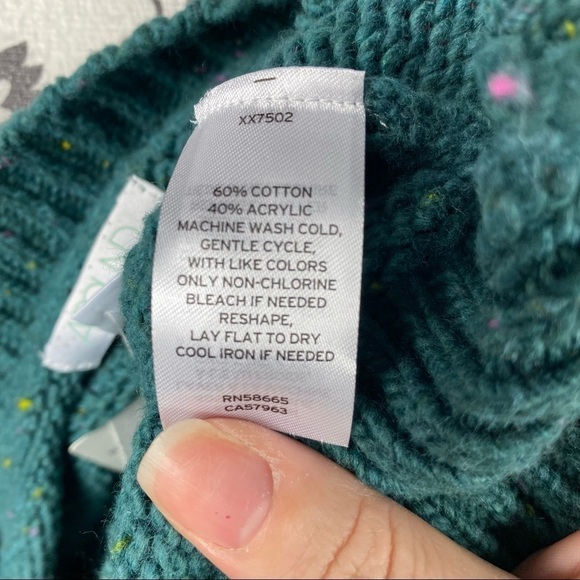 XX7502
60% COTTON
40% ACRYLIC
MACHINE WASH COLD,
GENTLE CYCLE,
WITH LIKE COLORS
ONLY NON-CHLORINE
BLEACH IF NEEDED
RESHAPE,
LAY FLAT TO DRY
COOL IRON IF NEEDED
RN58665
CA57963